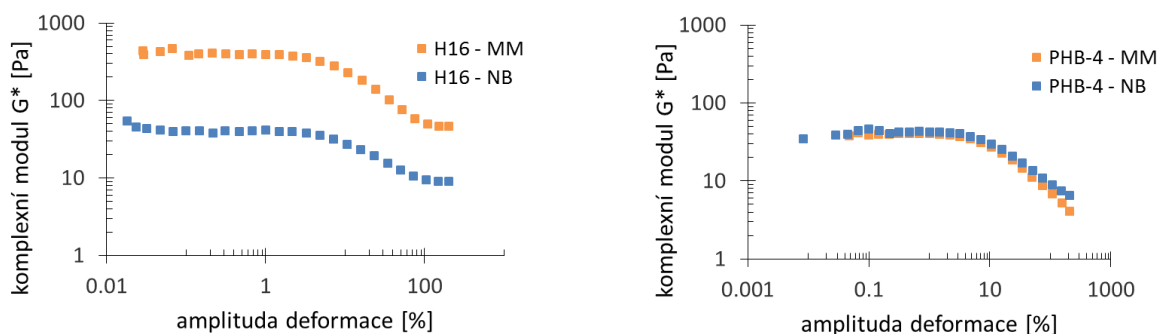 komplexní modul G* [Pa]
1000
100
10
1
0.01
1
100
amplituda deformace [%]
H16 - MM
H16 - NB
komplexní modul G* [Pa]
1000
100
10
1
0.001
0.1
10
1000
amplituda deformace [%]
PHB-4 - MM
PHB-4 - NB